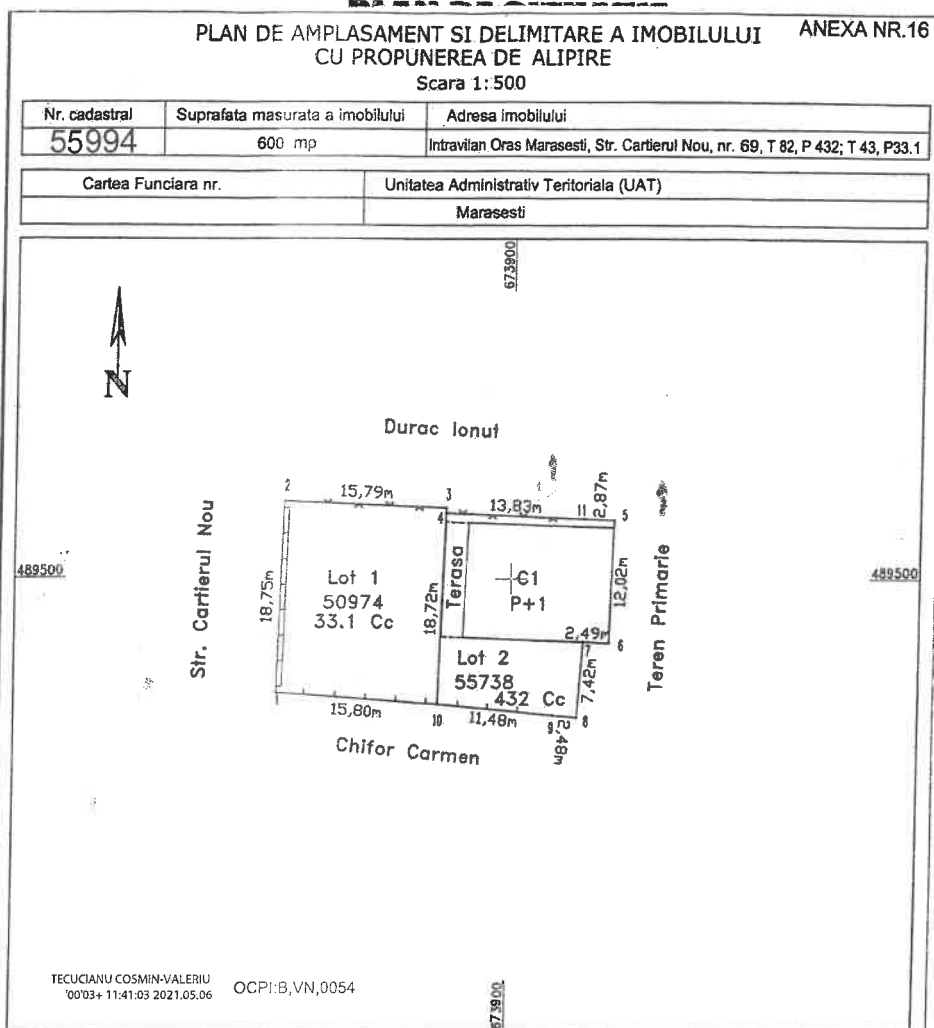 PLAN DE AMPLASAMENT SI DELIMITARE A IMOBILULUI ANEXA NR.16
CU PROPUNEREA DE ALIPIRE
Scara 1:500
Nr. cadastral Suprafata masurata a imobilului Adresa imobilului
55994 600 mp Intravilan Oras Marasesti, Str. Cartierul Nou, nr. 69, T 82, P 432; T 43, P33.1
Cartea Funciara nr. Unitatea Administrativ Teritoriala (UAT)
Marasesti
673900
N
Durac Ionut
2 15,79m 3 13,83m 11 2,87m 5
4
489500 489500
Str. Cartierul Nou
18,75m
Lot 1
50974
33.1 Cc
18,72m
Terasa
C1
P+1
12,02m
Teren Primarie
2,49m 6
7
Lot 2
55738
432 Cc
7,42m
1 15,80m 10 11,48m 9 8
2,48m
Chifor Carmen
TECUCIANU COSMIN-VALERIU
'00'03+ 11:41:03 2021.05.06 OCPI:B,VN,0054
673900